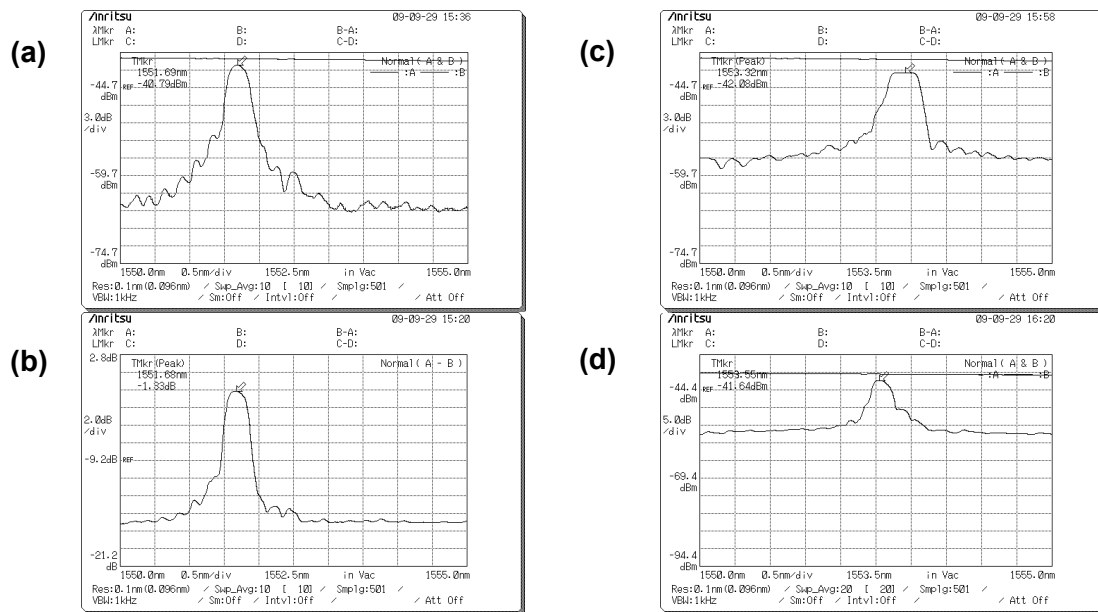 (a)
Anritsu 09-09-29 15:36
λMkr A: B: B-A:
LMkr C: D: C-D:
TMkr Normal( A & B )
1551.69nm :A :B
-40.79dBm
-44.7 dBm
REF
3.0dB /div
-59.7 dBm
-74.7 dBm
1550.0nm 0.5nm/div 1552.5nm in Vac 1555.0nm
Res:0.1nm(0.096nm) / Swp_Avg:10 [ 10] / Smplg:501 /
VBW:1kHz / Sm:Off / Intvl:Off / / Att Off
(b)
Anritsu 09-09-29 15:20
λMkr A: B: B-A:
LMkr C: D: C-D:
2.8dB
TMkr(Peak) Normal( A - B )
1551.68nm
-1.33dB
2.0dB /div
-9.2dB REF
-21.2 dB
1550.0nm 0.5nm/div 1552.5nm in Vac 1555.0nm
Res:0.1nm(0.096nm) / Swp_Avg:10 [ 10] / Smplg:501 /
VBW:1kHz / Sm:Off / Intvl:Off / / Att Off
(c)
Anritsu 09-09-29 15:58
λMkr A: B: B-A:
LMkr C: D: C-D:
TMkr(Peak) Normal( A & B )
1553.32nm :A :B
-42.08dBm
-44.7 dBm
REF
3.0dB /div
-59.7 dBm
-74.7 dBm
1550.0nm 0.5nm/div 1553.5nm in Vac 1555.0nm
Res:0.1nm(0.096nm) / Swp_Avg:10 [ 10] / Smplg:501 /
VBW:1kHz / Sm:Off / Intvl:Off / / Att Off
(d)
Anritsu 09-09-29 16:20
λMkr A: B: B-A:
LMkr C: D: C-D:
TMkr Normal( A & B )
1553.55nm :A :B
-41.64dBm
-44.4 dBm
REF
5.0dB /div
-69.4 dBm
-94.4 dBm
1550.0nm 0.5nm/div 1553.5nm in Vac 1555.0nm
Res:0.1nm(0.096nm) / Swp_Avg:20 [ 20] / Smplg:501 /
VBW:1kHz / Sm:Off / Intvl:Off / / Att Off